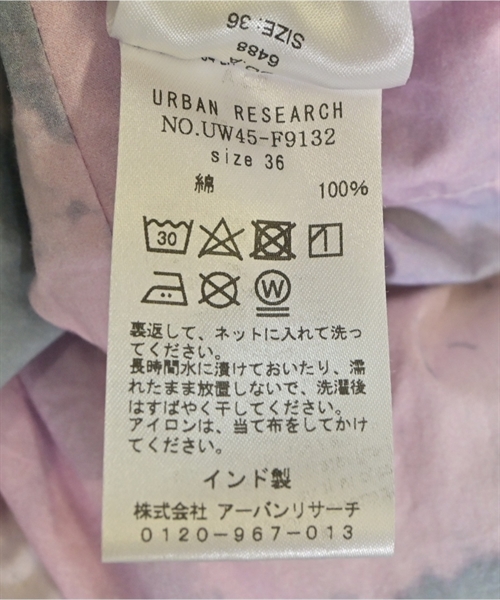 SIZE: 36
6488
URBAN RESEARCH
NO.UW45-F9132
size 36
綿 100%
30
W
裏返して、ネットに入れて洗っ
てください。
長時間水に漬けておいたり、濡
れたまま放置しないで、洗濯後
はすばやく干してください。
アイロンは、当て布をしてかけ
てください。
インド製
株式会社 アーバンリサーチ
0120-967-013